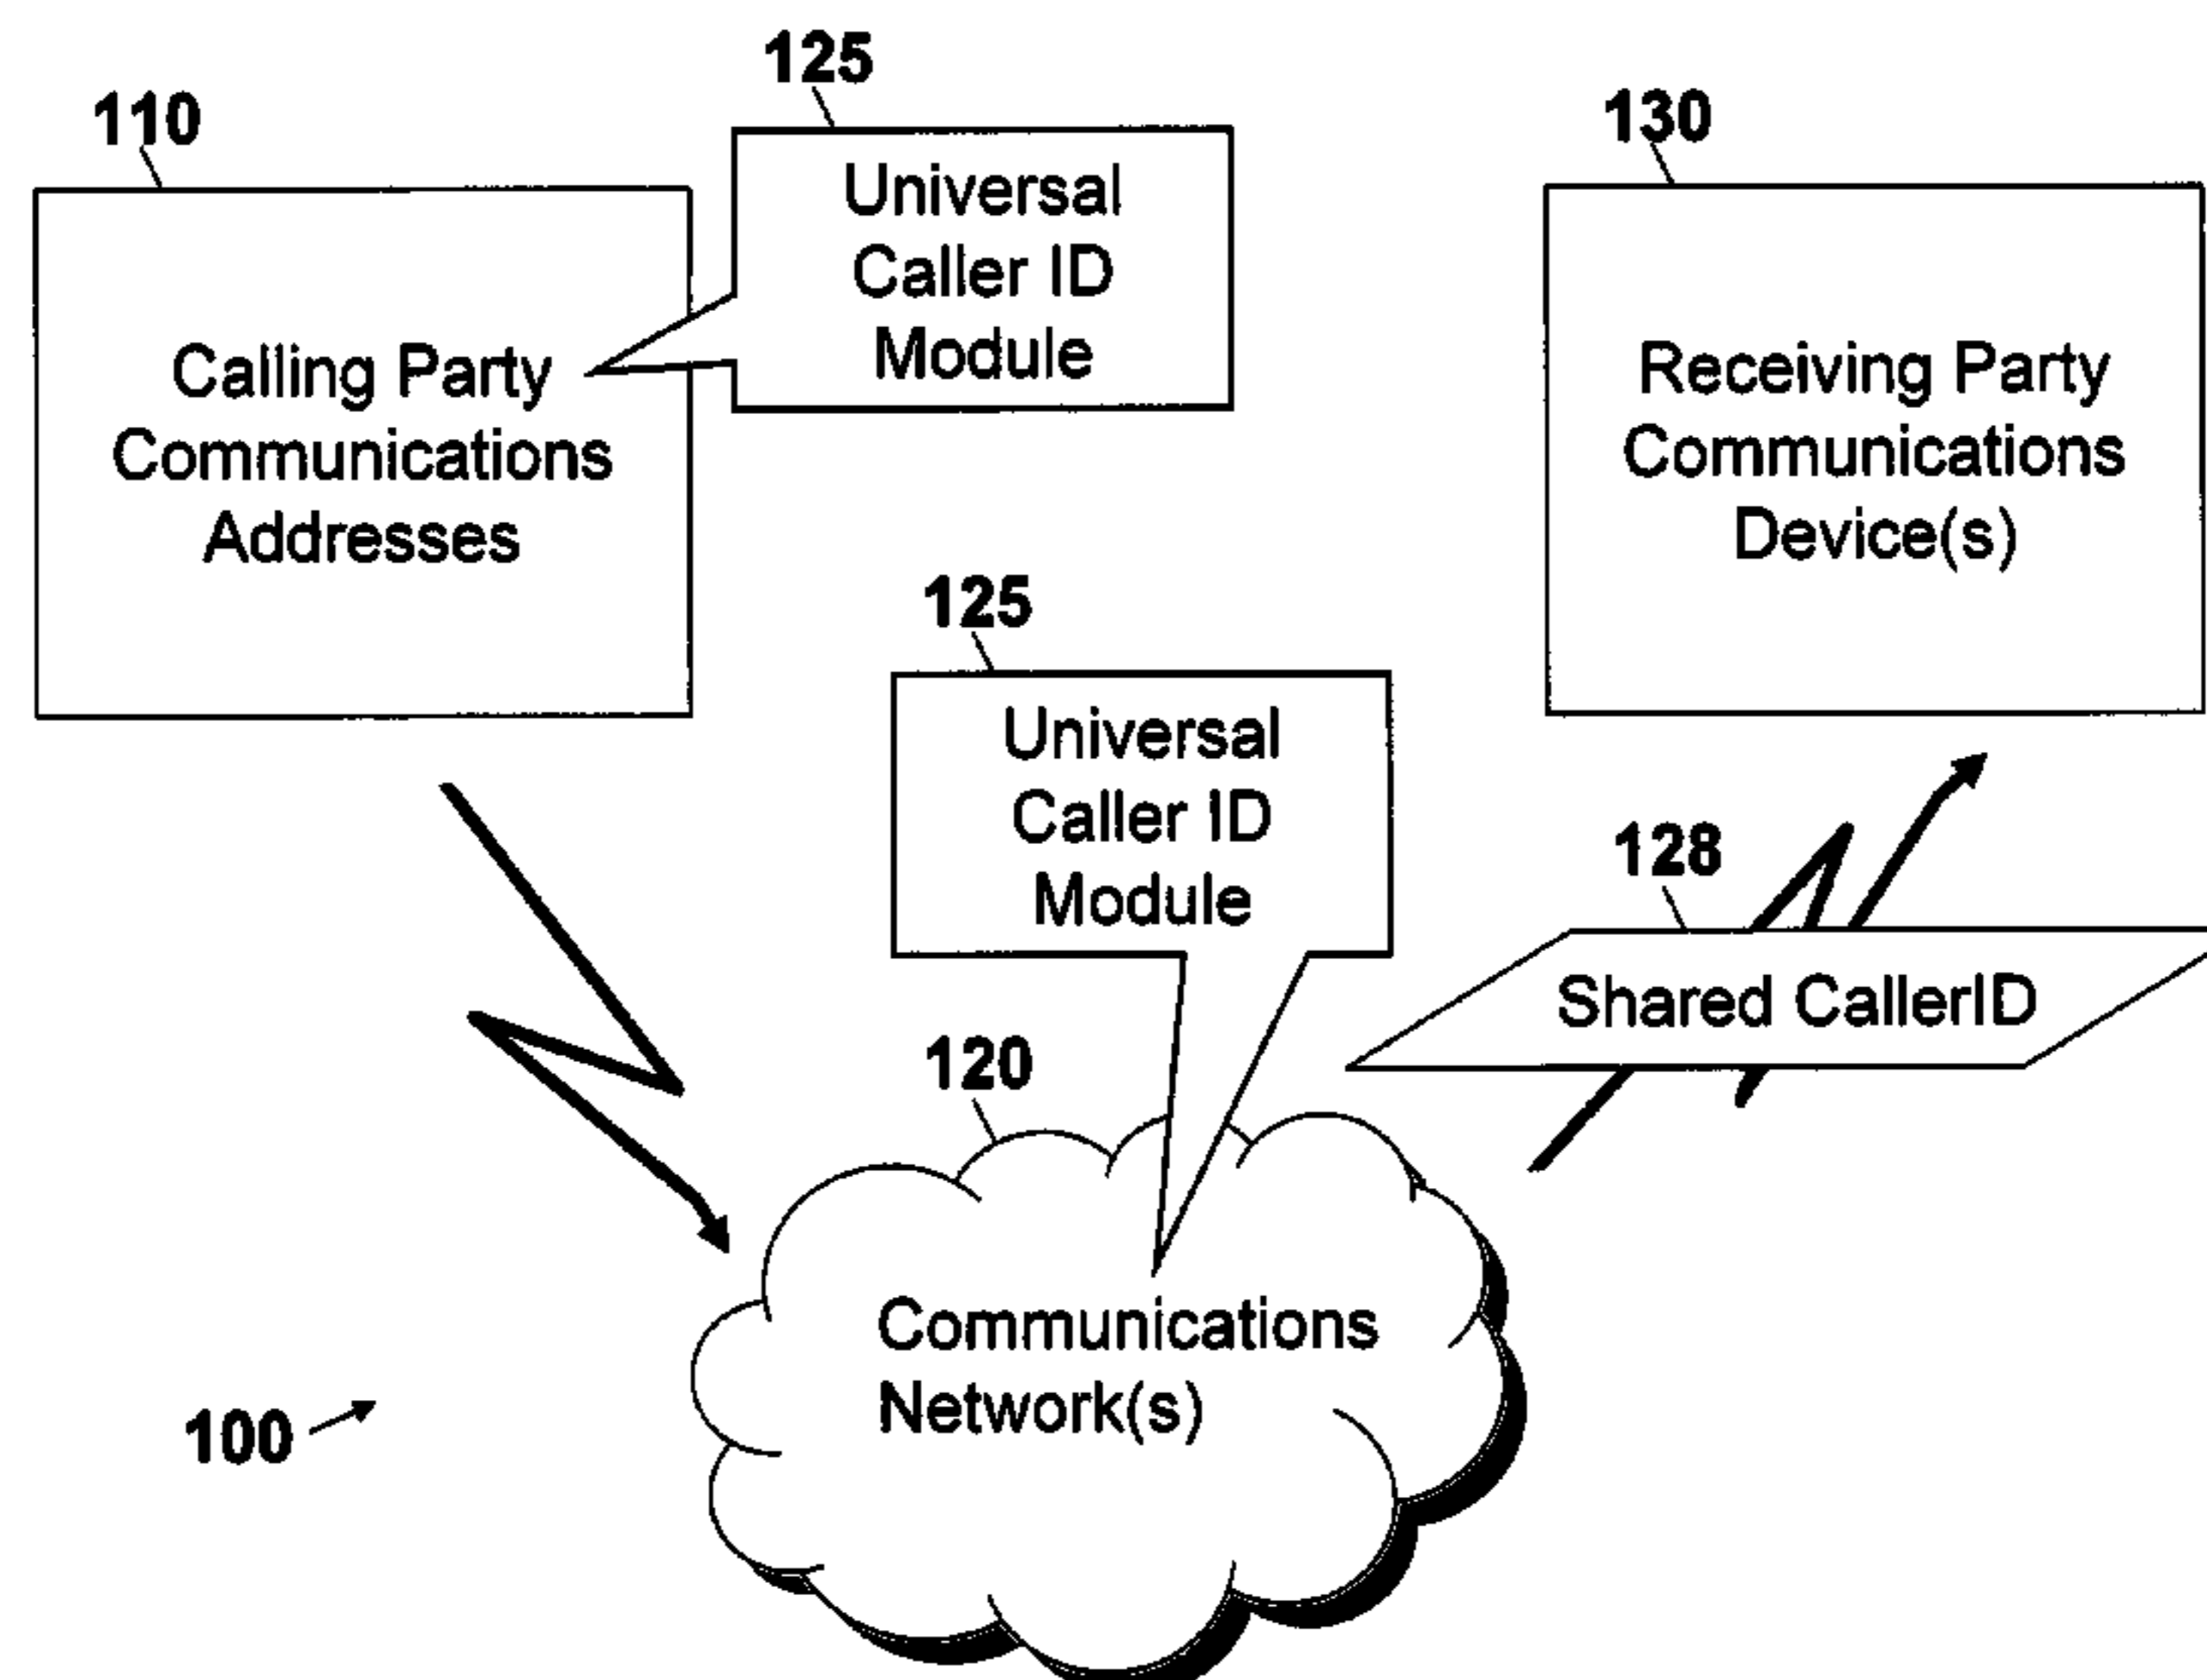 125
110
130
Universal
Caller ID
Module
Calling Party
Communications
Addresses
Receiving Party
Communications
Device(s)
125
Universal
Caller ID
Module
128
Shared CallerID
120
Communications
Network(s)
100